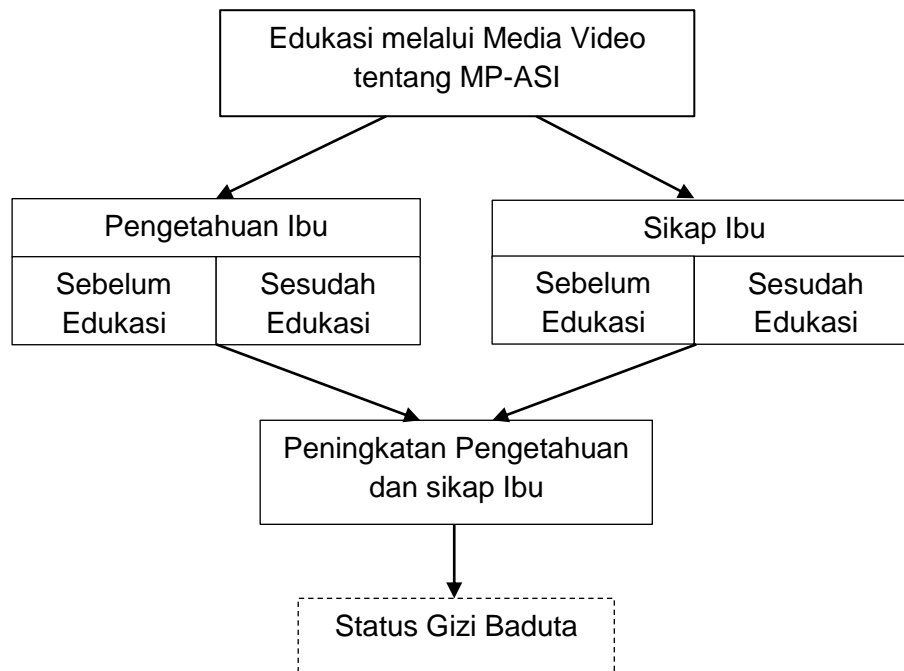 Edukasi melalui Media Video
tentang MP-ASI
Pengetahuan Ibu
Sebelum
Edukasi
Sesudah
Edukasi
Sikap Ibu
Sebelum
Edukasi
Sesudah
Edukasi
Peningkatan Pengetahuan
dan sikap Ibu
Status Gizi Baduta